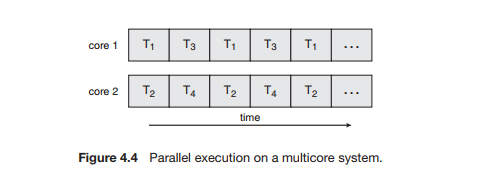 core 1 T1 T3 T1 T3 T1 ...
core 2 T2 T4 T2 T4 T2 ...
time
Figure 4.4 Parallel execution on a multicore system.